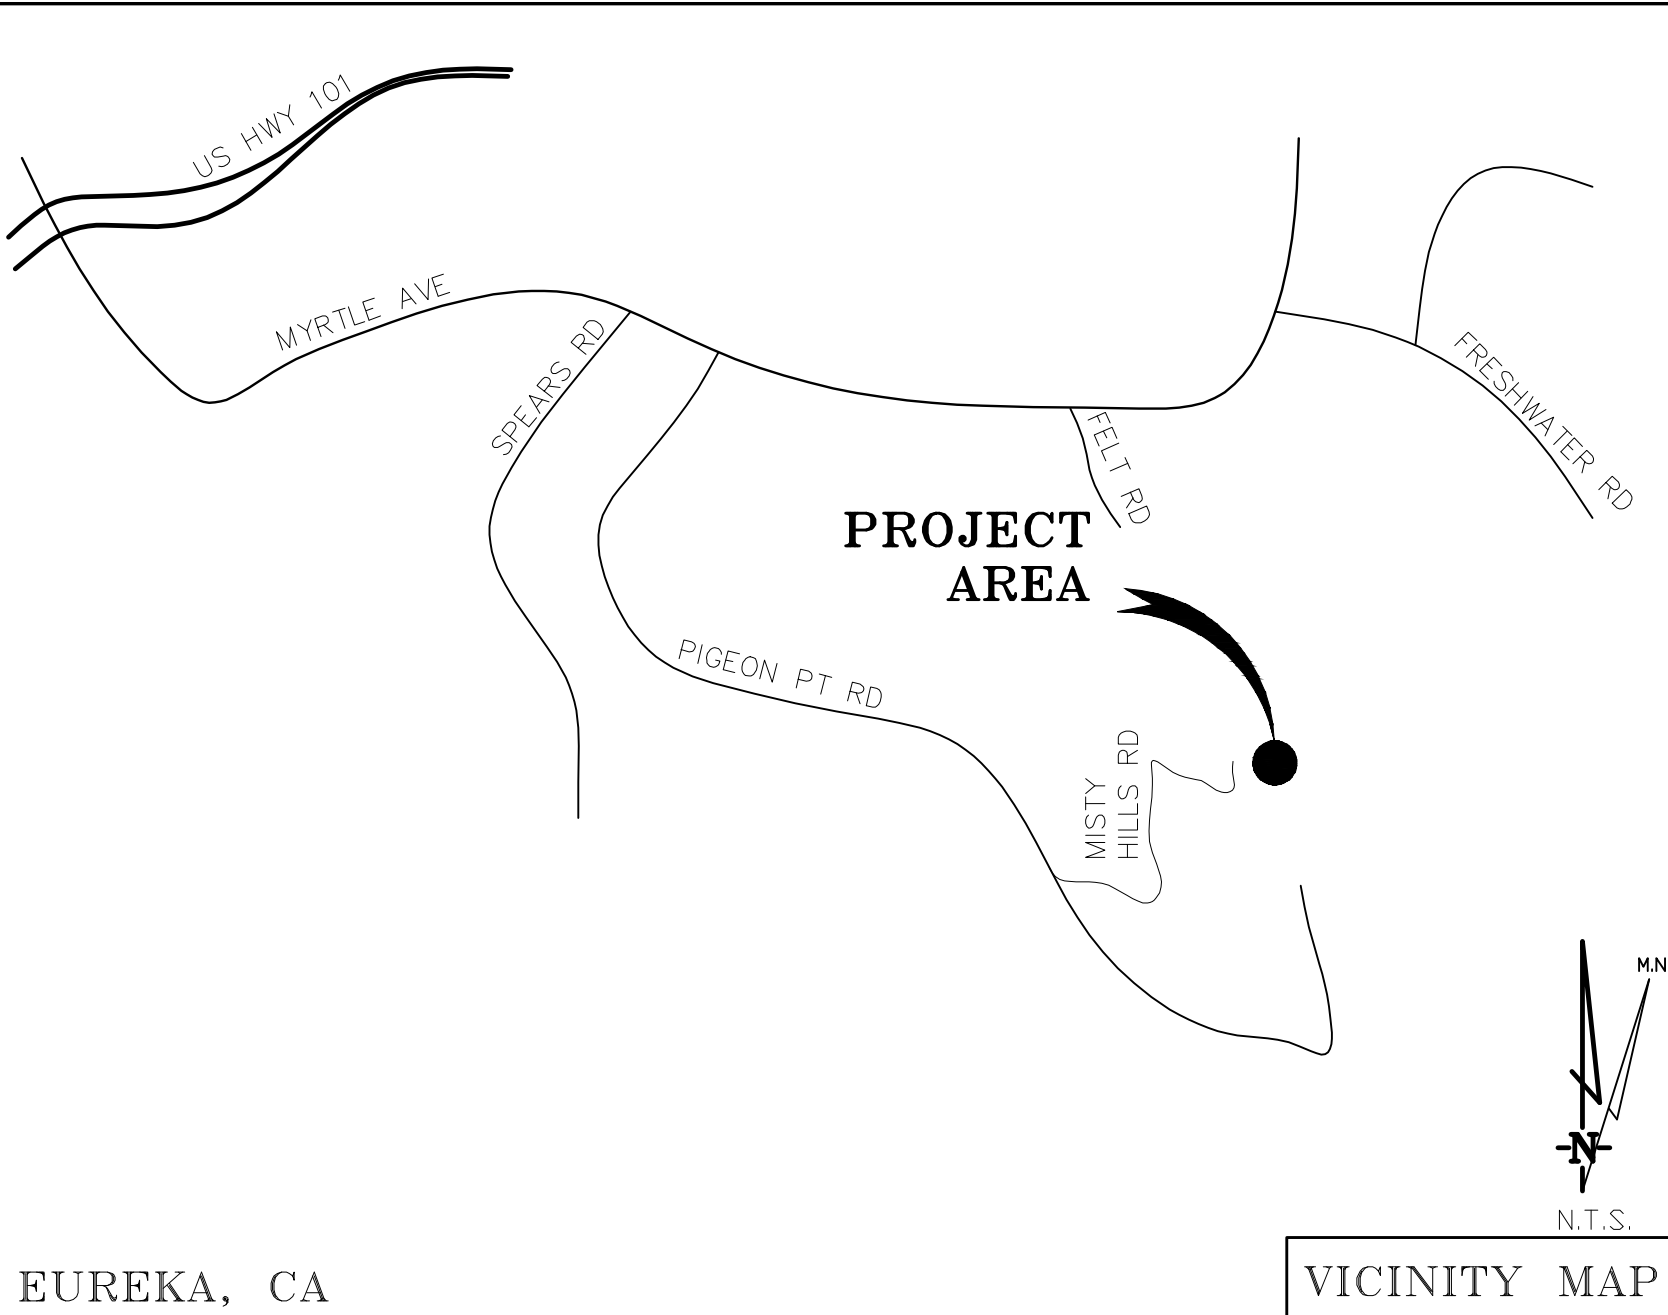 US HWY 101
MYRTLE AVE
SPEARS RD
FRESHWATER RD
FELT RD
PROJECT
AREA
PIGEON PT RD
MISTY
HILLS RD
M.N
N
N.T.S.
EUREKA, CA
VICINITY MAP